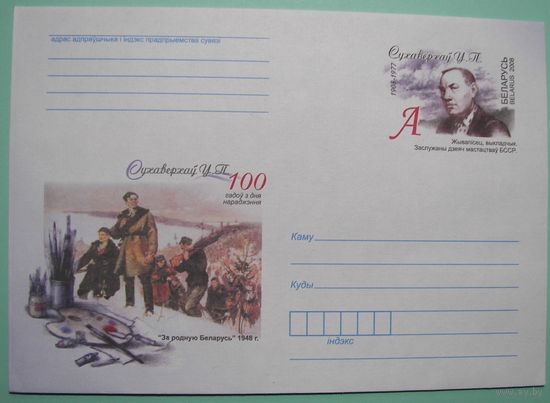 адрас адпраўшчыка і індэкс прадпрыемства сувязі
Сухаверхаў У.П.
1903-1977
А
БЕЛАРУСЬ
BELARUS 2008
Жывапісец, выкладчык.
Заслужаны дзеяч мастацтваў БССР.
Сухаверхаў У.П.
100
гадоў з дня
нараджэння
"За родную Беларусь" 1948 г.
Каму
Куды
індэкс